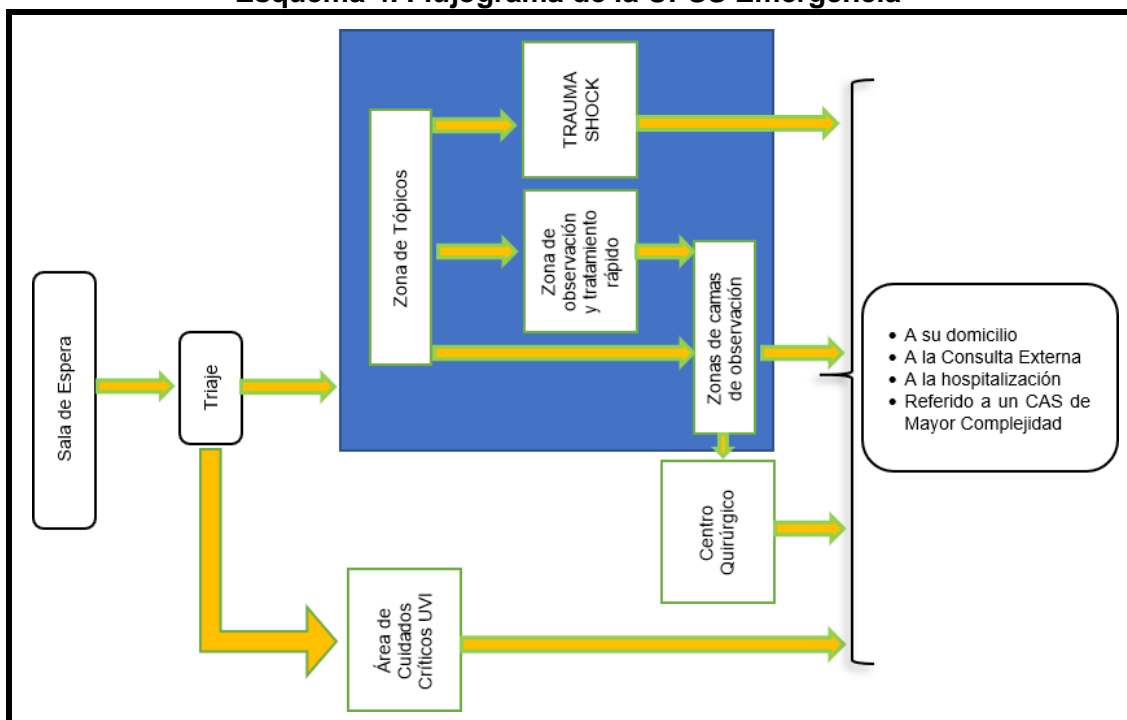 Esquema 4. Flujograma de la UPSS Emergencia
Sala de Espera
Triaje
Zona de Tópicos
TRAUMA
SHOCK
Zona de
observación
y tratamiento
rápido
Zonas de camas
de observación
Centro
Quirúrgico
Área de
Cuidados
Críticos UVI
• A su domicilio
• A la Consulta Externa
• A la hospitalización
• Referido a un CAS de
Mayor Complejidad